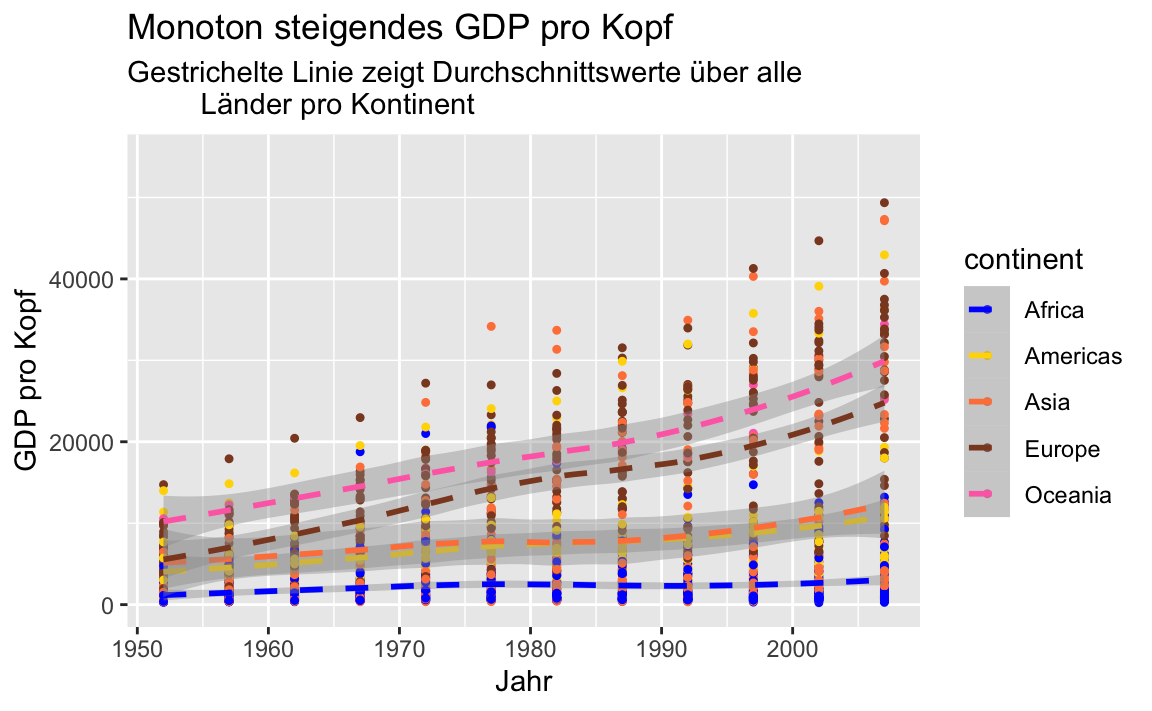 Monoton steigendes GDP pro Kopf
Gestrichelte Linie zeigt Durchschnittswerte über alle
Länder pro Kontinent
GDP pro Kopf
40000
20000
0
1950
1960
1970
1980
1990
2000
Jahr
continent
Africa
Americas
Asia
Europe
Oceania